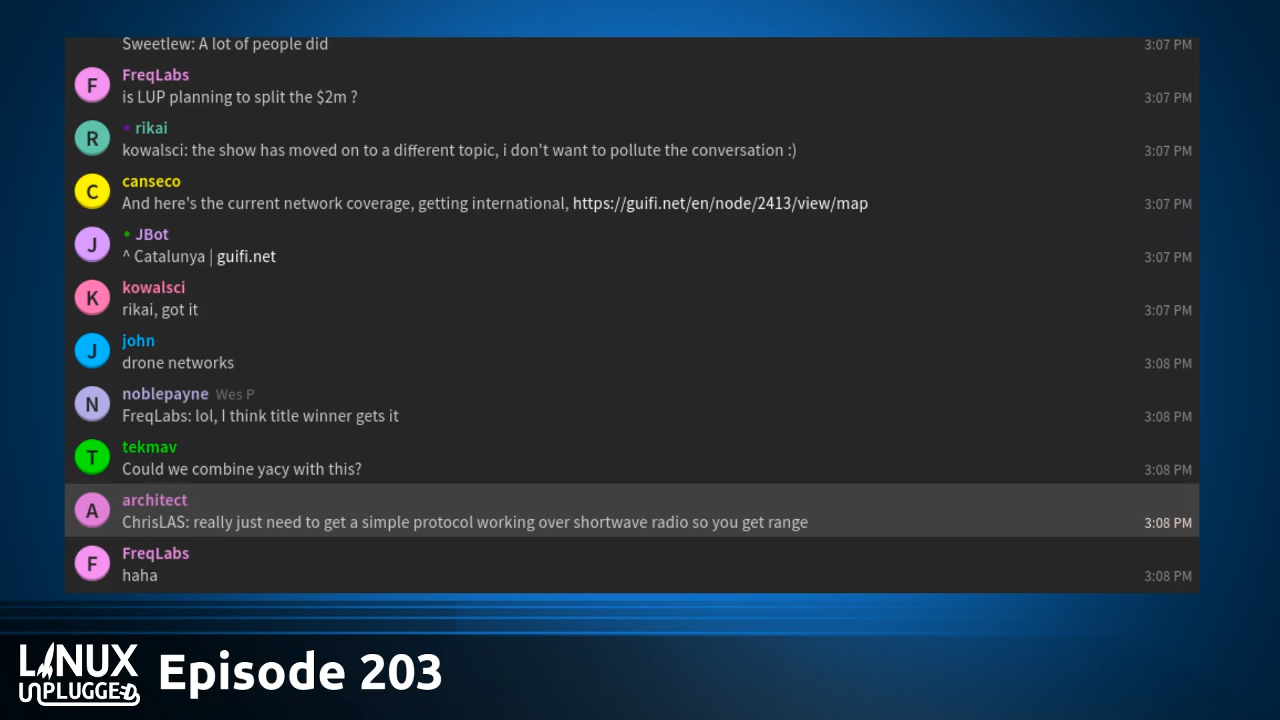 Sweetlew: A lot of people did 3:07 PM
F FreqLabs
is LUP planning to split the $2m ? 3:07 PM
R rikai
kowalsci: the show has moved on to a different topic, i don't want to pollute the conversation :) 3:07 PM
C canseco
And here's the current network coverage, getting international, https://guifi.net/en/node/2413/view/map 3:07 PM
J JBot
^ Catalunya | guifi.net 3:07 PM
K kowalsci
rikai, got it 3:07 PM
J john
drone networks 3:08 PM
N noblepayne Wes P
FreqLabs: lol, I think title winner gets it 3:08 PM
T tekmav
Could we combine yacy with this? 3:08 PM
A architect
ChrisLAS: really just need to get a simple protocol working over shortwave radio so you get range 3:08 PM
F FreqLabs
haha 3:08 PM
LINUX
UNPLUGGED
Episode 203